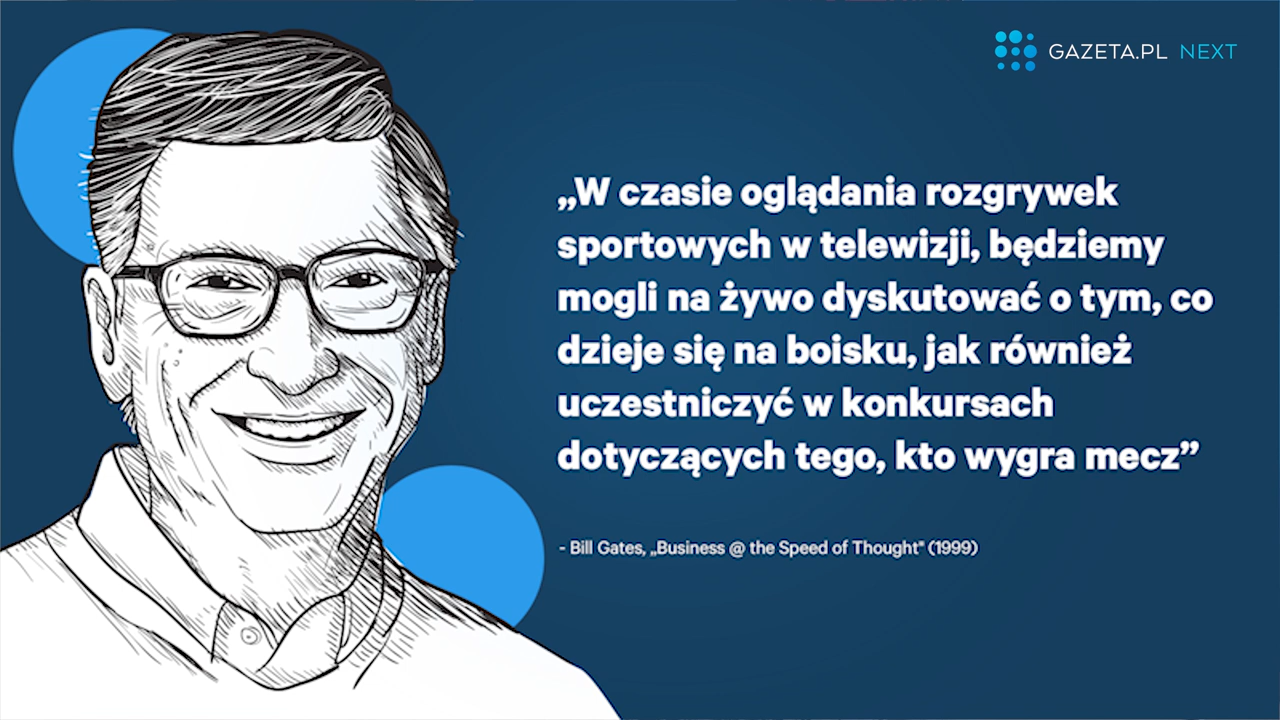 GAZETA.PL NEXT
„W czasie oglądania rozgrywek
sportowych w telewizji, będziemy
mogli na żywo dyskutować o tym, co
dzieje się na boisku, jak również
uczestniczyć w konkursach
dotyczących tego, kto wygra mecz”
- Bill Gates, „Business @ the Speed of Thought" (1999)